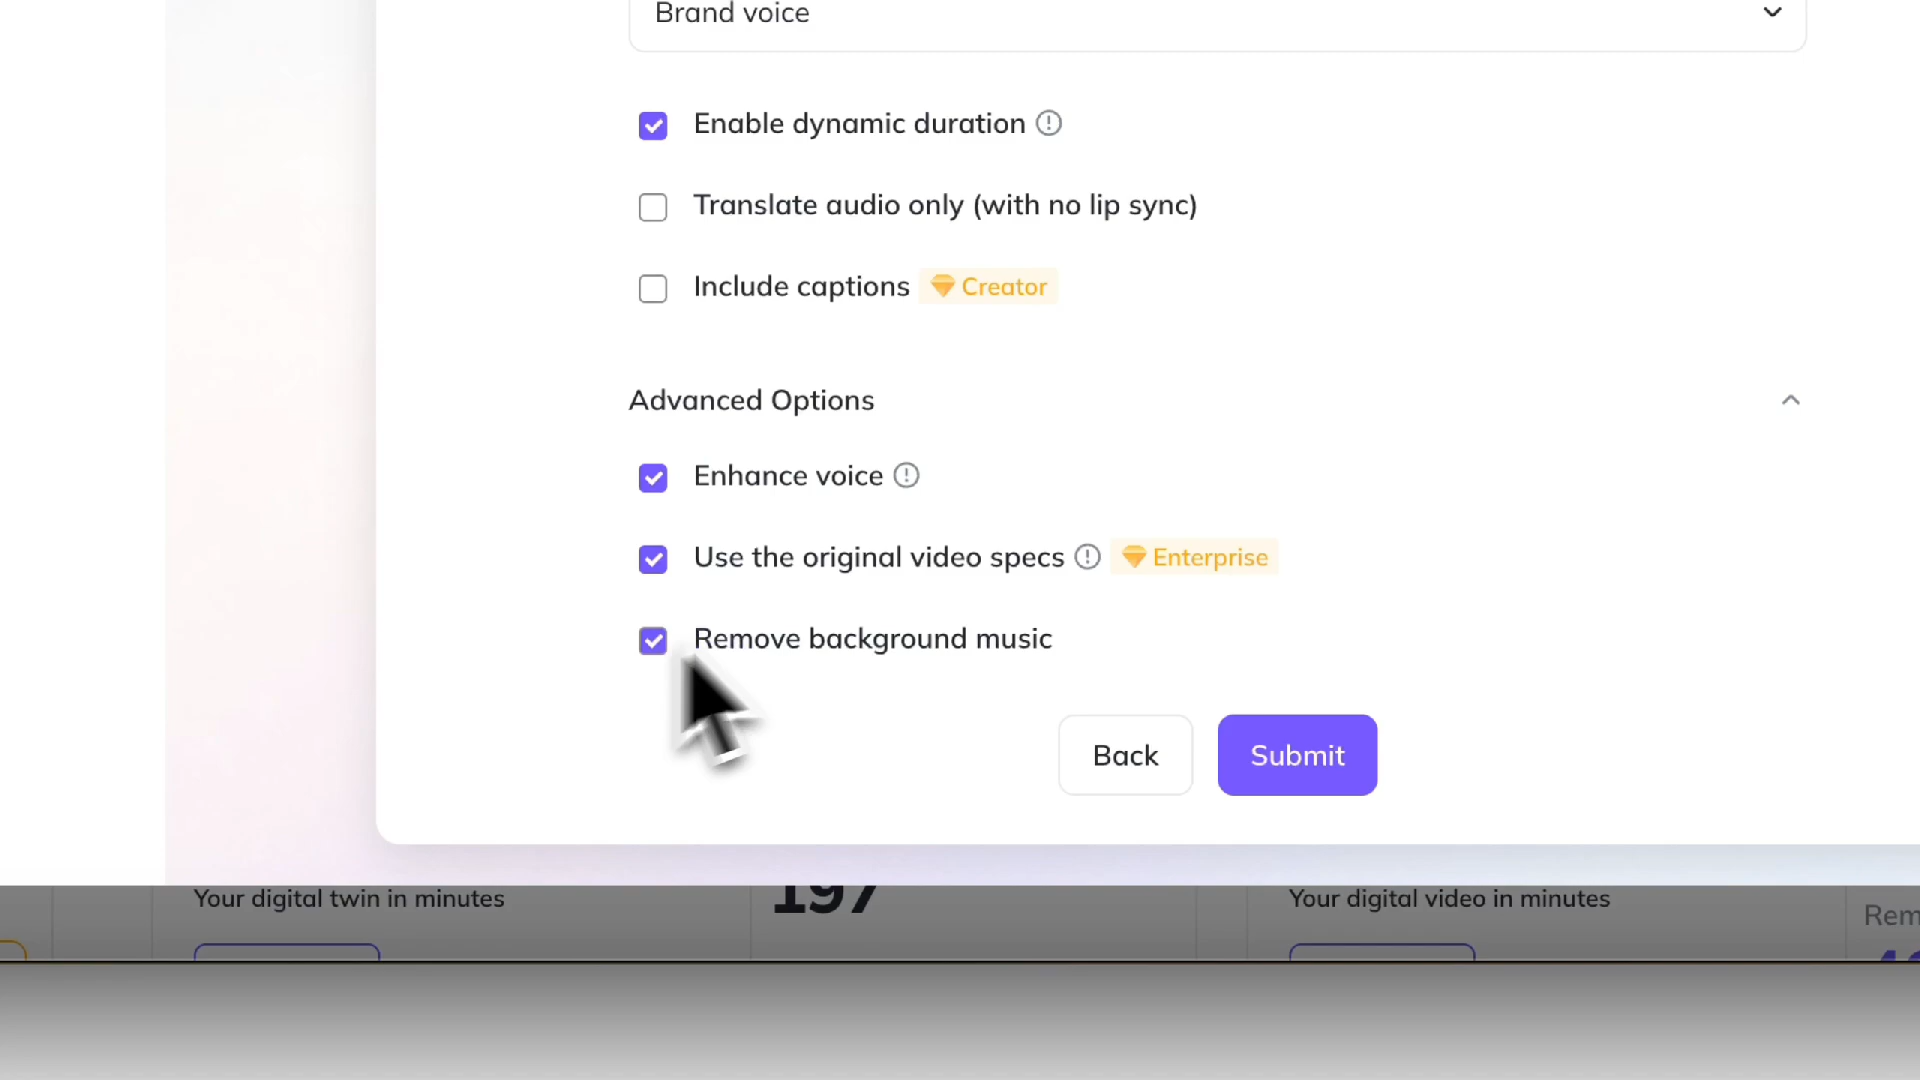 Brand voice
Enable dynamic duration
Translate audio only (with no lip sync)
Include captions Creator
Advanced Options
Enhance voice
Use the original video specs Enterprise
Remove background music
Back Submit
Your digital twin in minutes 197 Your digital video in minutes